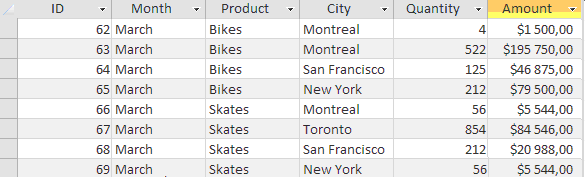 ID Month Product City Quantity Amount
62 March Bikes Montreal 4 $1 500,00
63 March Bikes Montreal 522 $195 750,00
64 March Bikes San Francisco 125 $46 875,00
65 March Bikes New York 212 $79 500,00
66 March Skates Montreal 56 $5 544,00
67 March Skates Toronto 854 $84 546,00
68 March Skates San Francisco 212 $20 988,00
69 March Skates New York 56 $5 544,00